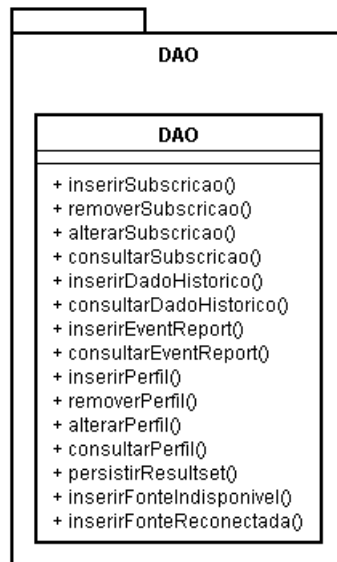 DAO
DAO
+ inserirSubscricao()
+ removerSubscricao()
+ alterarSubscricao()
+ consultarSubscricao()
+ inserirDadoHistorico()
+ consultarDadoHistorico()
+ inserirEventReport()
+ consultarEventReport()
+ inserirPerfil()
+ removerPerfil()
+ alterarPerfil()
+ consultarPerfil()
+ persistirResultset()
+ inserirFonteIndisponivel()
+ inserirFonteReconectada()